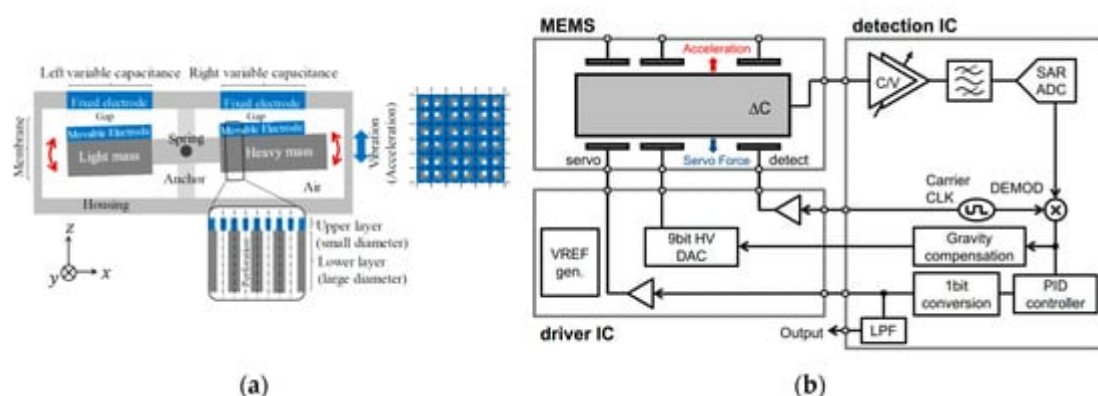 Left variable capacitance Right variable capacitance
Fixed electrode Fixed electrode
Gap Gap
Movable Electrode Movable Electrode
Spring
Light mass Heavy mass
Membrane
Vibration
(Acceleration)
Anchor
Air
Housing
Perforation
Upper layer
(small diameter)
Lower layer
(large diameter)
z
y x
(a)
MEMS
Acceleration
ΔC
servo Servo Force detect
detection IC
C/V
SAR
ADC
Carrier
CLK
DEMOD
9bit HV
DAC
VREF
gen.
Gravity
compensation
1bit
conversion
PID
controller
driver IC
Output
LPF
(b)